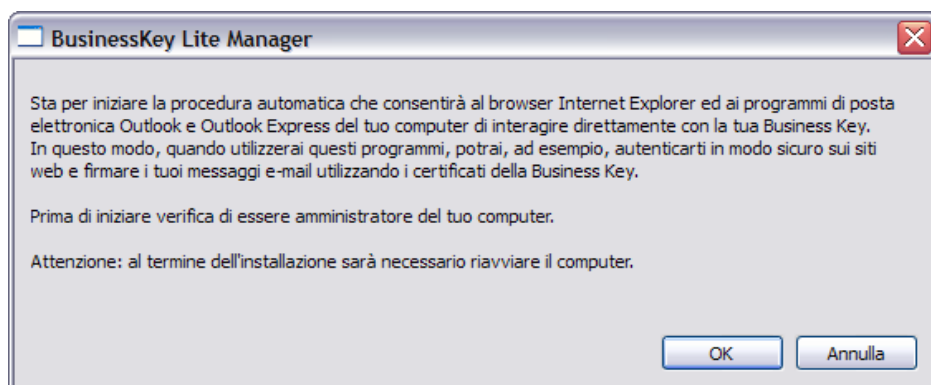 BusinessKey Lite Manager
Sta per iniziare la procedura automatica che consentirà al browser Internet Explorer ed ai programmi di posta
elettronica Outlook e Outlook Express del tuo computer di interagire direttamente con la tua Business Key.
In questo modo, quando utilizzerai questi programmi, potrai, ad esempio, autenticarti in modo sicuro sui siti
web e firmare i tuoi messaggi e-mail utilizzando i certificati della Business Key.
Prima di iniziare verifica di essere amministratore del tuo computer.
Attenzione: al termine dell'installazione sarà necessario riavviare il computer.
OK Annulla